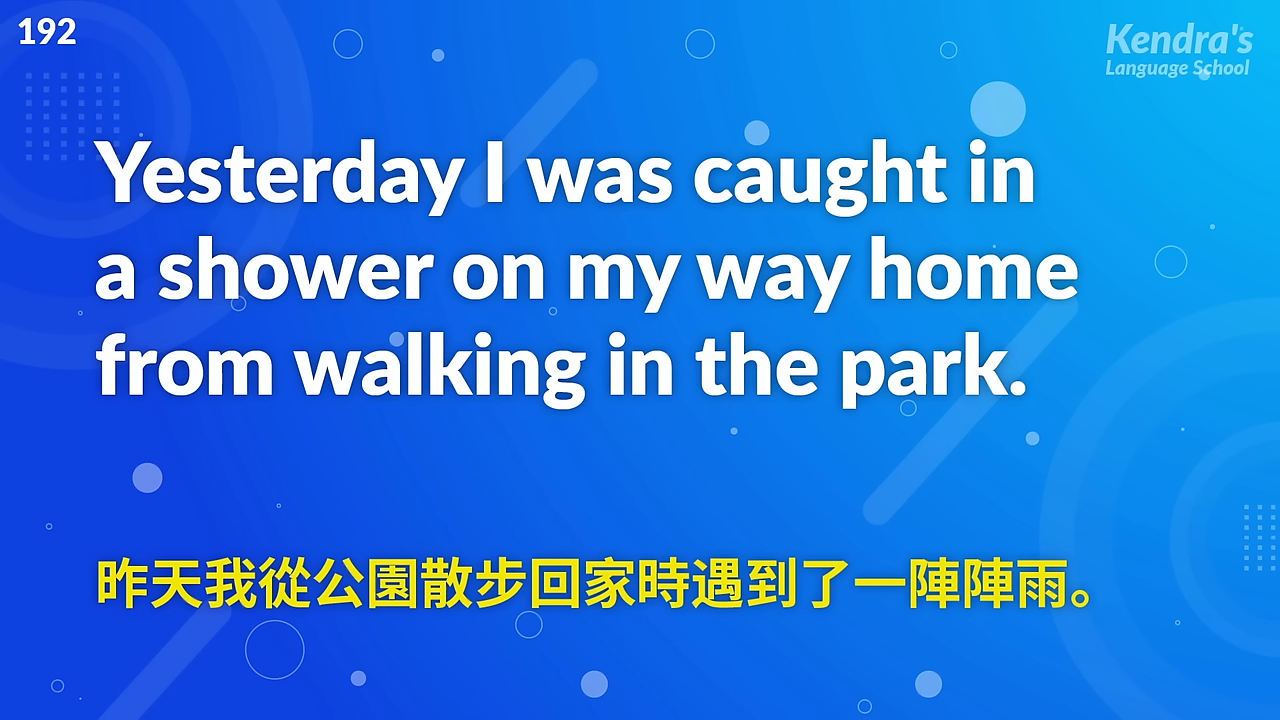 192
Kendra's
Language School
Yesterday I was caught in
a shower on my way home
from walking in the park.
昨天我從公園散步回家時遇到了一陣陣雨。